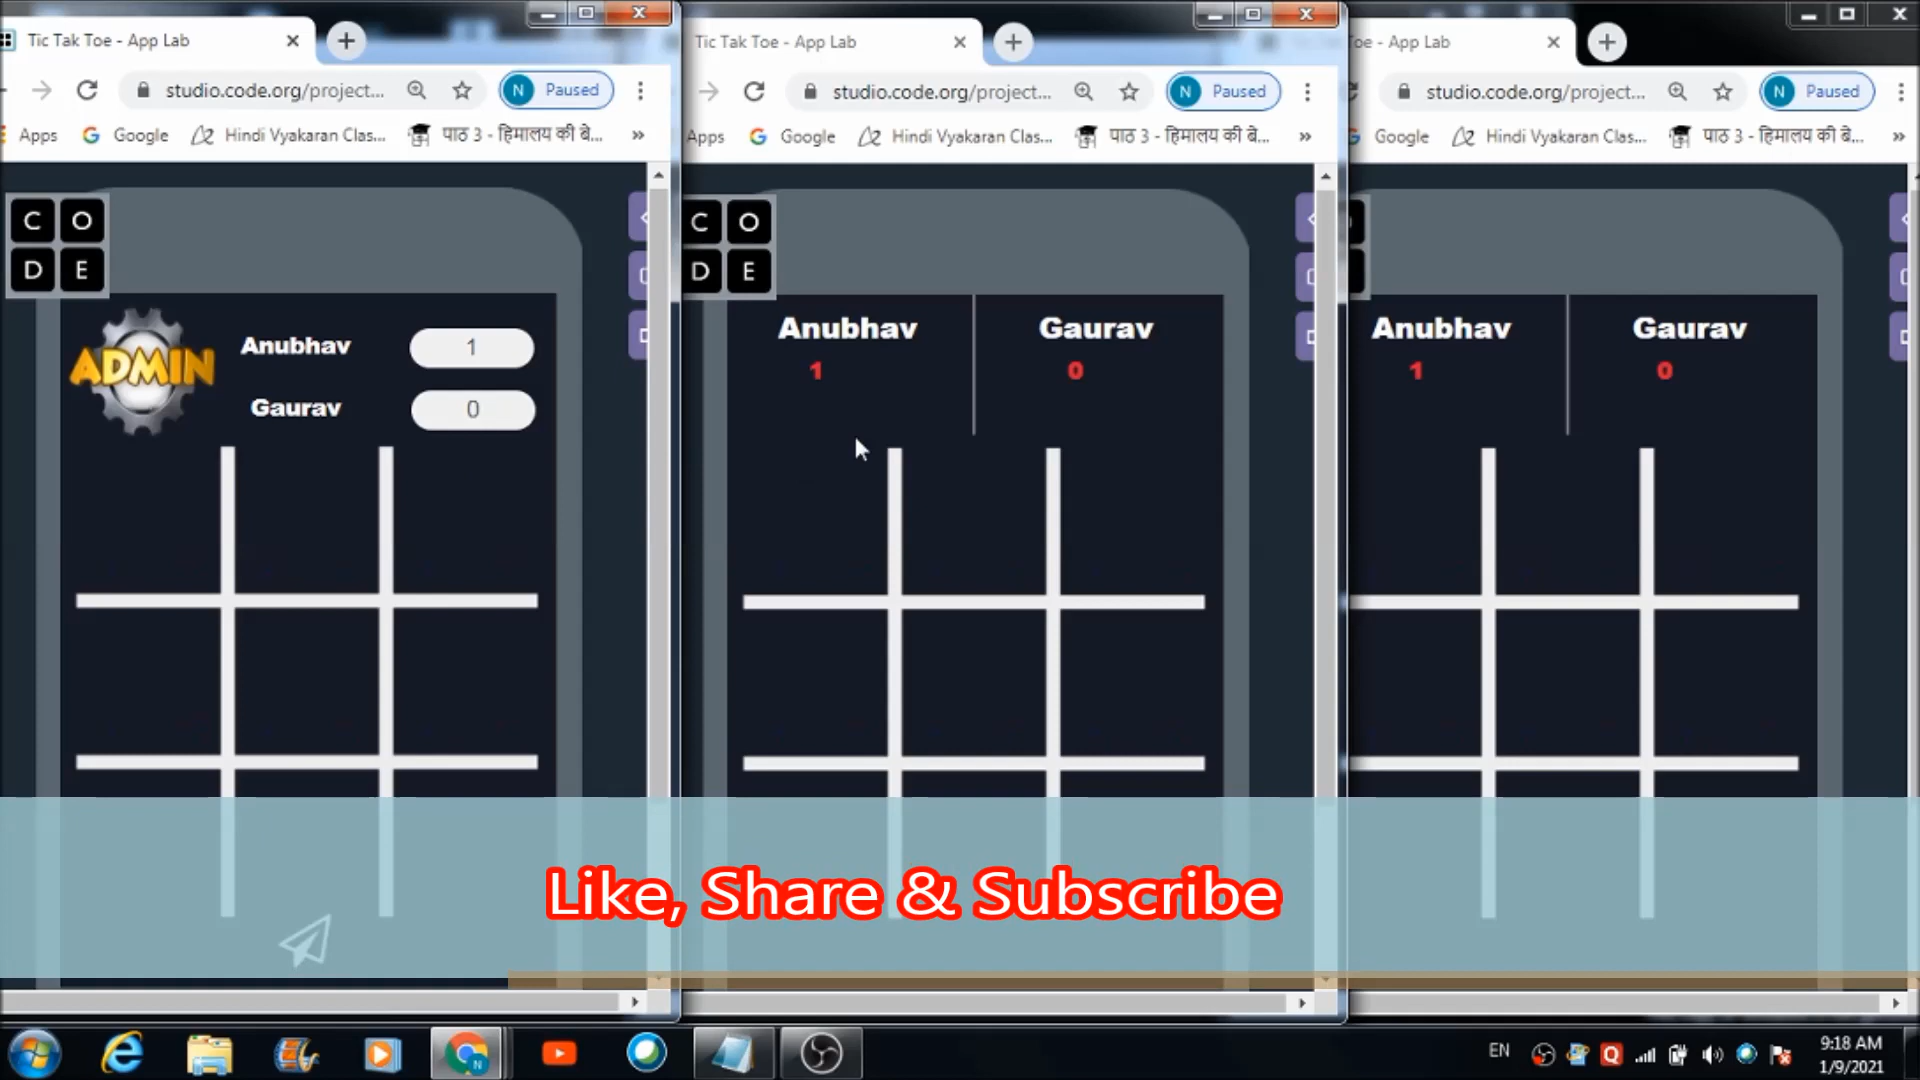 Tic Tak Toe - App Lab
studio.code.org/project...
N Paused
Apps
Google
Hindi Vyakaran Clas...
पाठ 3 - हिमालय की बे...
»
C O
D E
ADMIN
Anubhav 1
Gaurav 0
Tic Tak Toe - App Lab
studio.code.org/project...
N Paused
Apps
Google
Hindi Vyakaran Clas...
पाठ 3 - हिमालय की बे...
»
C O
D E
Anubhav Gaurav
1 0
Toe - App Lab
studio.code.org/project...
N Paused
Google
Hindi Vyakaran Clas...
पाठ 3 - हिमालय की बे...
»
Anubhav Gaurav
1 0
Like, Share & Subscribe
EN
9:18 AM
1/9/2021